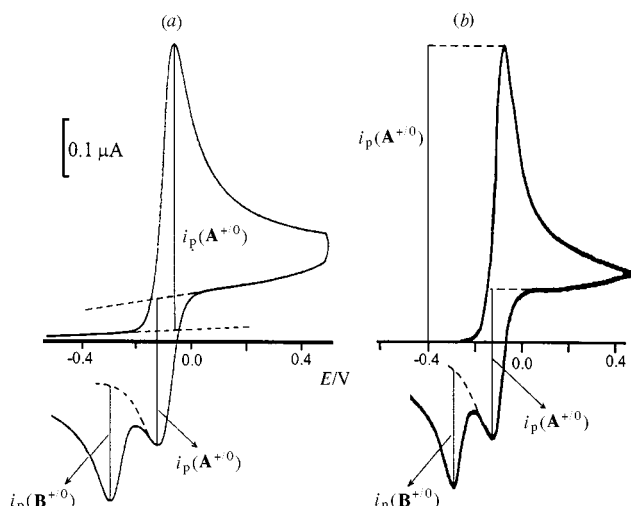 (a)
0.1 µA
i_p(A^{+/0})
-0.4
0.0
0.4
E/V
i_p(A^{+/0})
i_p(B^{+/0})
(b)
i_p(A^{+/0})
-0.4
0.0
0.4
i_p(A^{+/0})
i_p(B^{+/0})